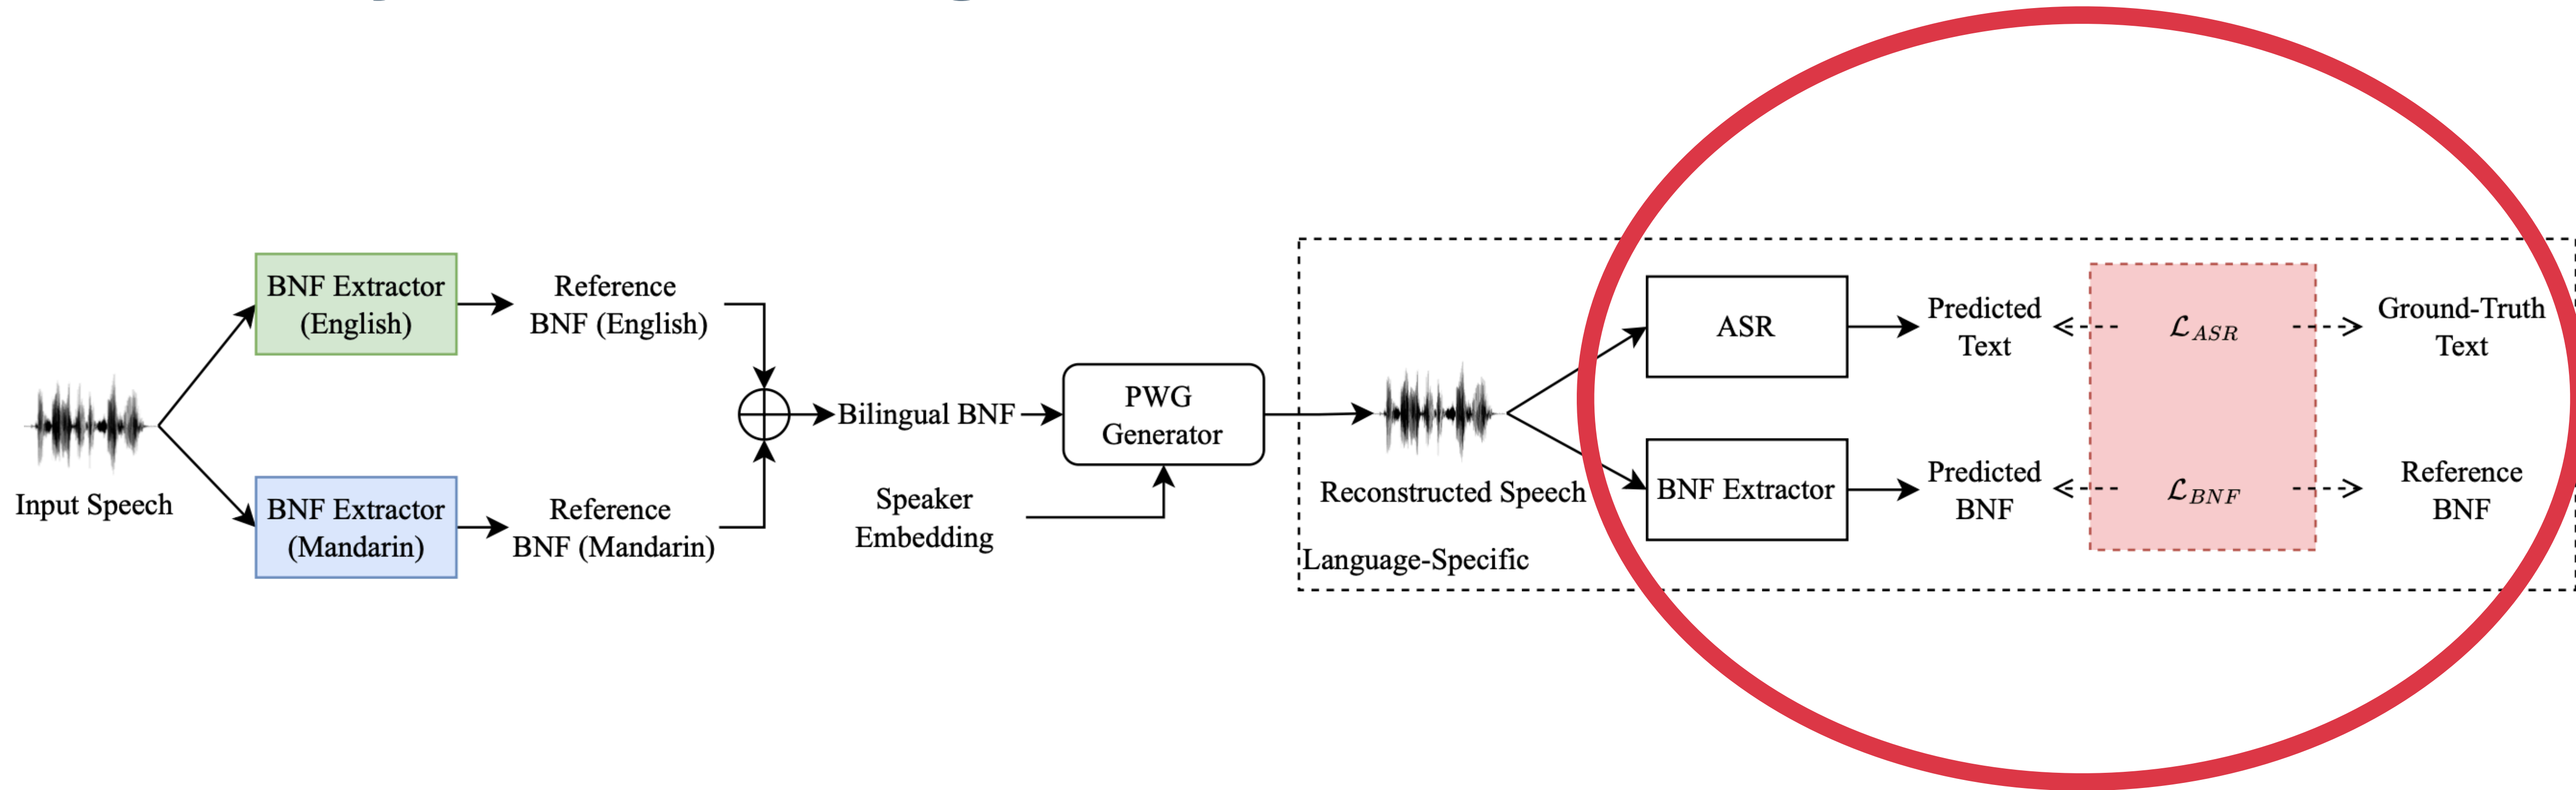 BNF Extractor
(English)
Reference
BNF (English)
Input Speech
BNF Extractor
(Mandarin)
Reference
BNF (Mandarin)
Bilingual BNF
Speaker
Embedding
PWG
Generator
Reconstructed Speech
Language-Specific
ASR
Predicted
Text
ℒ_ASR
Ground-Truth
Text
BNF Extractor
Predicted
BNF
ℒ_BNF
Reference
BNF